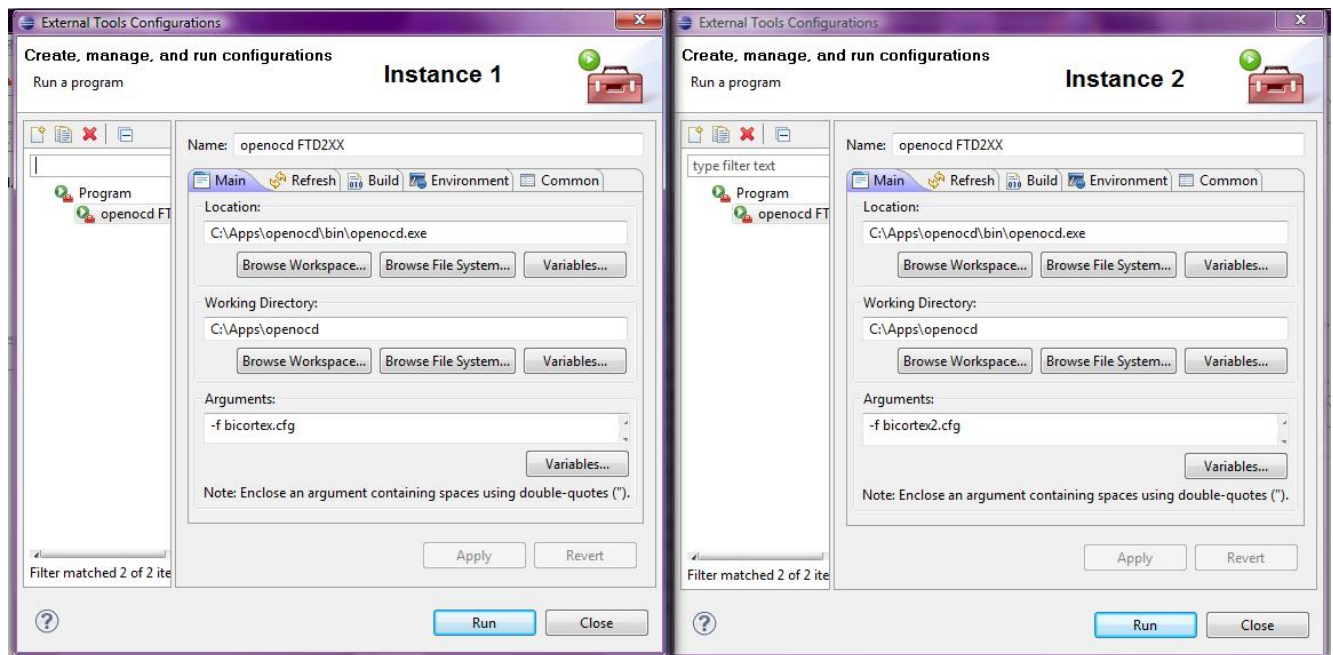 External Tools Configurations
Create, manage, and run configurations
Run a program
Instance 1
Name: openocd FTD2XX
Main Refresh Build Environment Common
Program
openocd FT
Location:
C:\Apps\openocd\bin\openocd.exe
Browse Workspace... Browse File System... Variables...
Working Directory:
C:\Apps\openocd
Browse Workspace... Browse File System... Variables...
Arguments:
-f bicortex.cfg
Variables...
Note: Enclose an argument containing spaces using double-quotes (").
Apply Revert
Filter matched 2 of 2 ite
Run Close
External Tools Configurations
Create, manage, and run configurations
Run a program
Instance 2
type filter text
Name: openocd FTD2XX
Main Refresh Build Environment Common
Program
openocd FT
Location:
C:\Apps\openocd\bin\openocd.exe
Browse Workspace... Browse File System... Variables...
Working Directory:
C:\Apps\openocd
Browse Workspace... Browse File System... Variables...
Arguments:
-f bicortex2.cfg
Variables...
Note: Enclose an argument containing spaces using double-quotes (").
Apply Revert
Filter matched 2 of 2 ite
Run Close